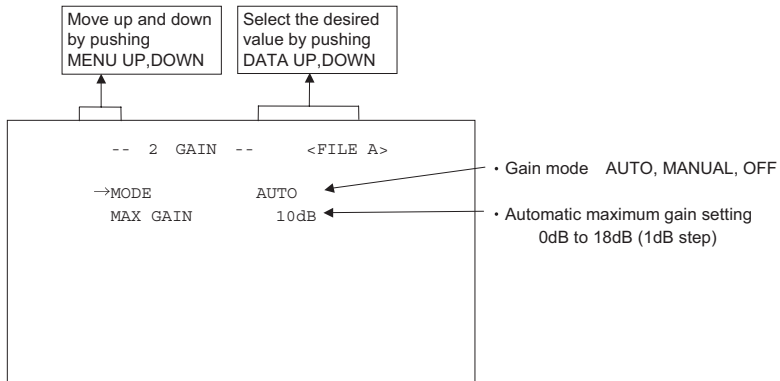 Move up and down
by pushing
MENU UP,DOWN
Select the desired
value by pushing
DATA UP,DOWN
-- 2 GAIN -- <FILE A>
→MODE AUTO
MAX GAIN 10dB
・Gain mode AUTO, MANUAL, OFF
・Automatic maximum gain setting
0dB to 18dB (1dB step)